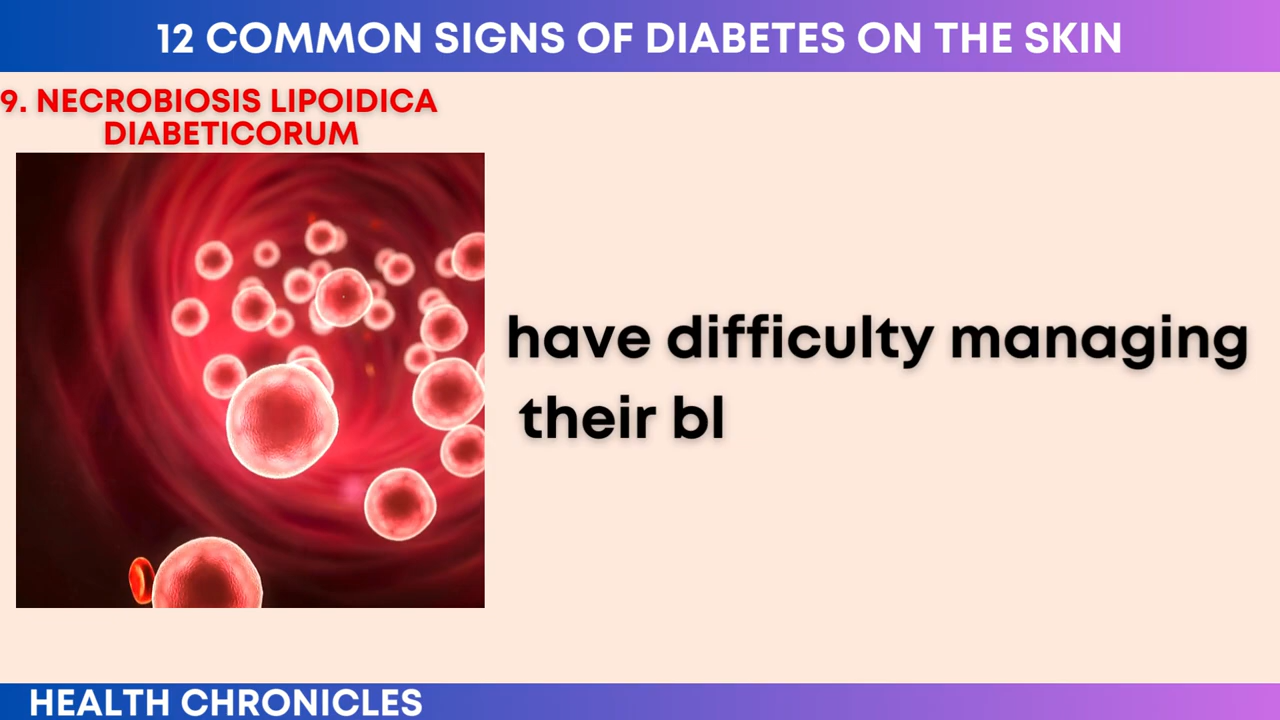 12 COMMON SIGNS OF DIABETES ON THE SKIN
9. NECROBIOSIS LIPOIDICA
DIABETICORUM
have difficulty managing
their bl
HEALTH CHRONICLES